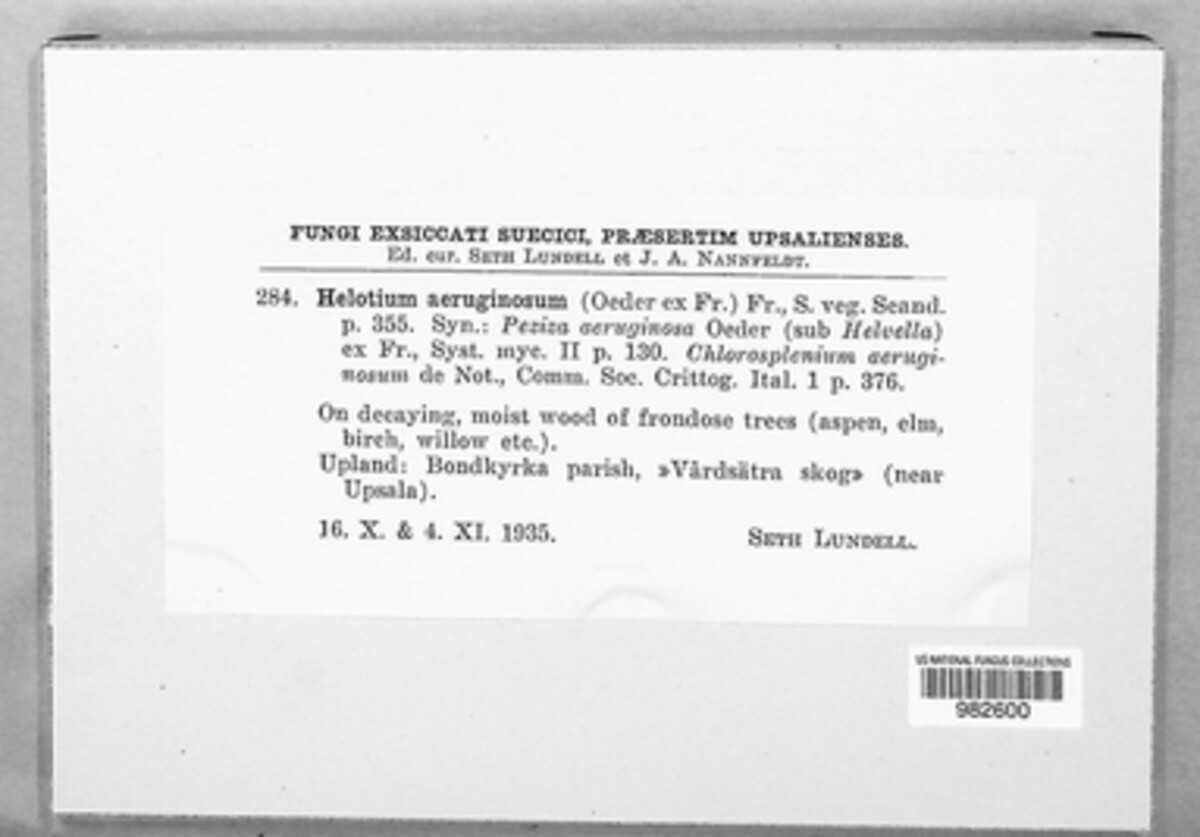 FUNGI EXSICCATI SUECICI, PRÆSERTIM UPSALIENSES.
Ed. cur. SETH LUNDELL et J. A. NANNFELDT.
284. Helotium aeruginosum (Oeder ex Fr.) Fr., S. veg. Scand.
p. 355. Syn.: Peziza aeruginosa Oeder (sub Helvella)
ex Fr., Syst. myc. II p. 130. Chlorosplenium aerugi-
nosum de Not., Comm. Soc. Crittog. Ital. 1 p. 376.
On decaying, moist wood of frondose trees (aspen, elm,
birch, willow etc.).
Upland: Bondkyrka parish, »Vårdsätra skog» (near
Upsala).
16. X. & 4. XI. 1935. SETH LUNDELL.
US NATIONAL FUNGUS COLLECTIONS
982600